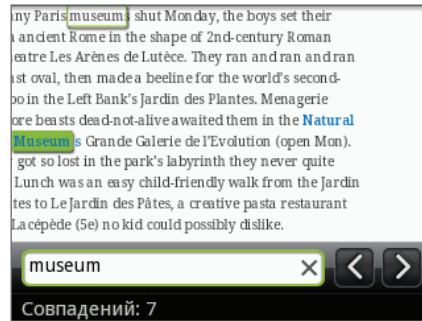 ny Paris museums shut Monday, the boys set their
ancient Rome in the shape of 2nd-century Roman
eatre Les Arènes de Lutèce. They ran and ran and ran
st oval, then made a beeline for the world's second-
oo in the Left Bank's Jardin des Plantes. Menagerie
ore beasts dead-not-alive awaited them in the Natural
Museum's Grande Galerie de l'Evolution (open Mon).
got so lost in the park's labyrinth they never quite
Lunch was an easy child-friendly walk from the Jardin
tes to Le Jardin des Pâtes, a creative pasta restaurant
Lacépède (5e) no kid could possibly dislike.
museum
Совпадений: 7